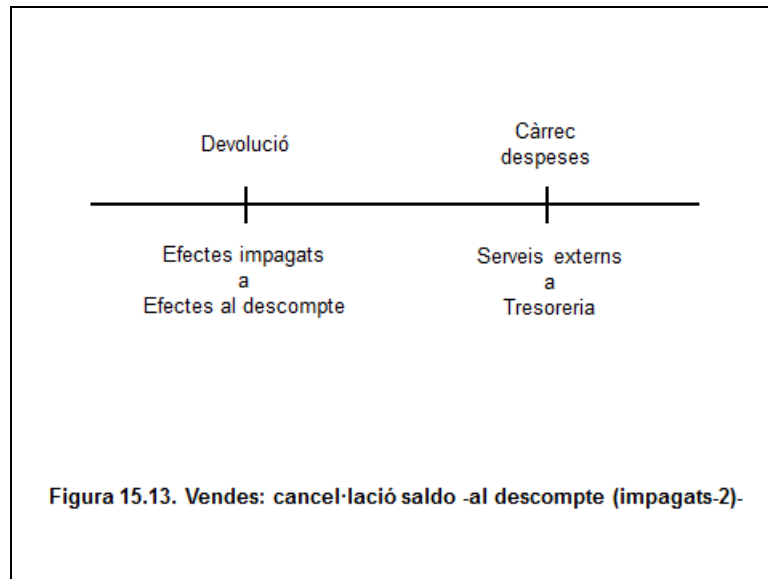 Devolució
Càrrec
despeses
Efectes impagats
a
Efectes al descompte
Serveis externs
a
Tresoreria
Figura 15.13. Vendes: cancel·lació saldo -al descompte (impagats-2)-